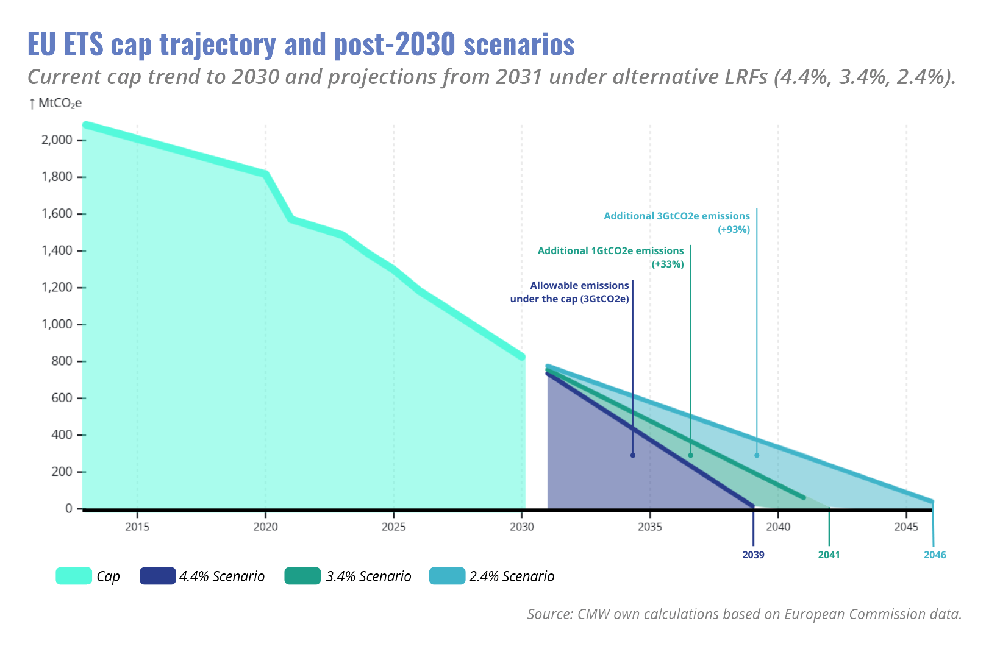 EU ETS cap trajectory and post-2030 scenarios
Current cap trend to 2030 and projections from 2031 under alternative LRFs (4.4%, 3.4%, 2.4%).
↑ MtCO₂e
2,000
1,800
1,600
1,400
1,200
1,000
800
600
400
200
0
Additional 3GtCO2e emissions
(+93%)
Additional 1GtCO2e emissions
(+33%)
Allowable emissions
under the cap (3GtCO2e)
2015 2020 2025 2030 2035 2040 2045
2039 2041 2046
Cap 4.4% Scenario 3.4% Scenario 2.4% Scenario
Source: CMW own calculations based on European Commission data.